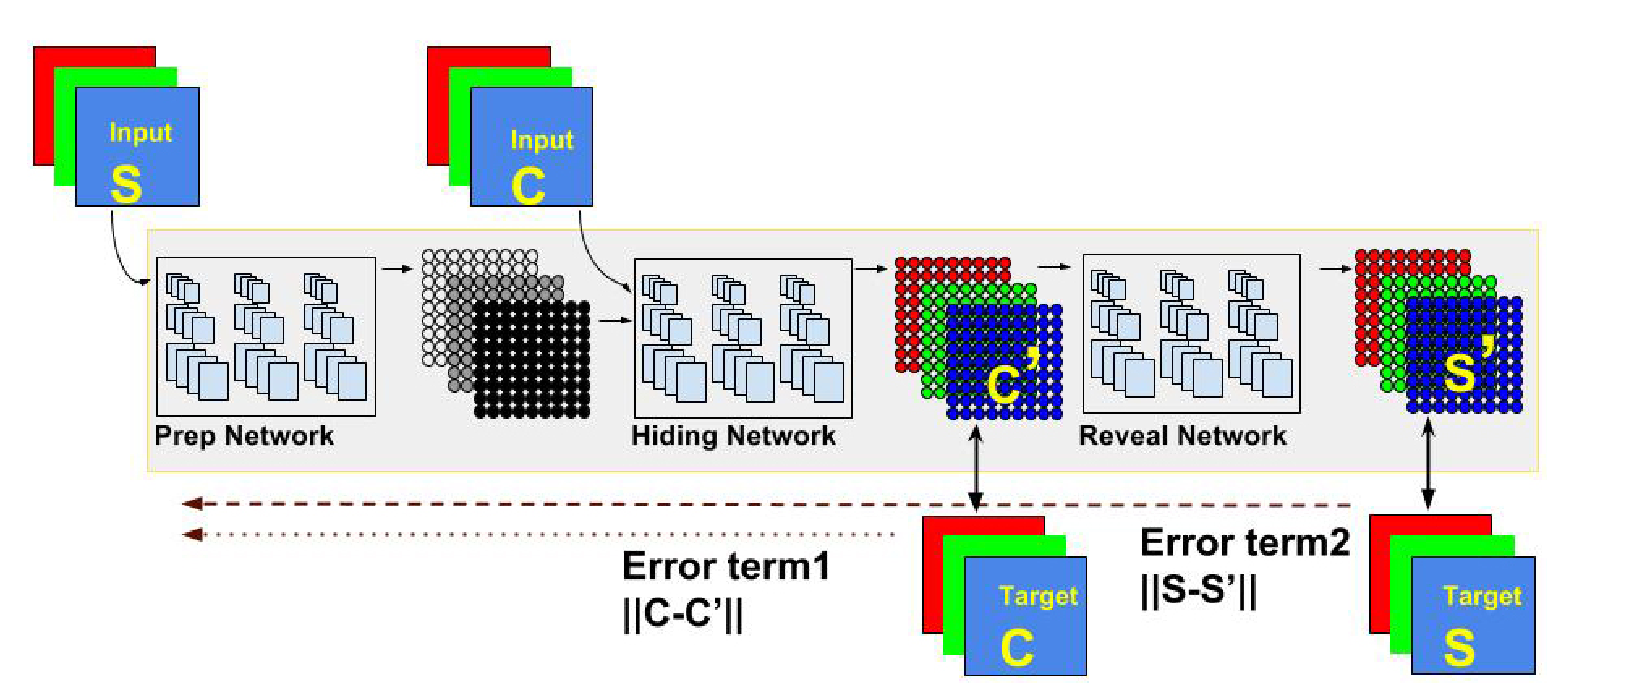 Input
S
Input
C
C’
S’
Prep Network
Hiding Network
Reveal Network
Error term1
||C-C’||
Target
C
Error term2
||S-S’||
Target
S